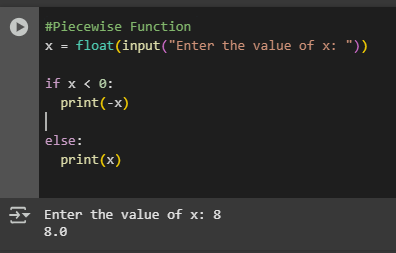 #Piecewise Function
x = float(input("Enter the value of x: "))
if x < 0:
  print(-x)
else:
  print(x)
Enter the value of x: 8
8.0